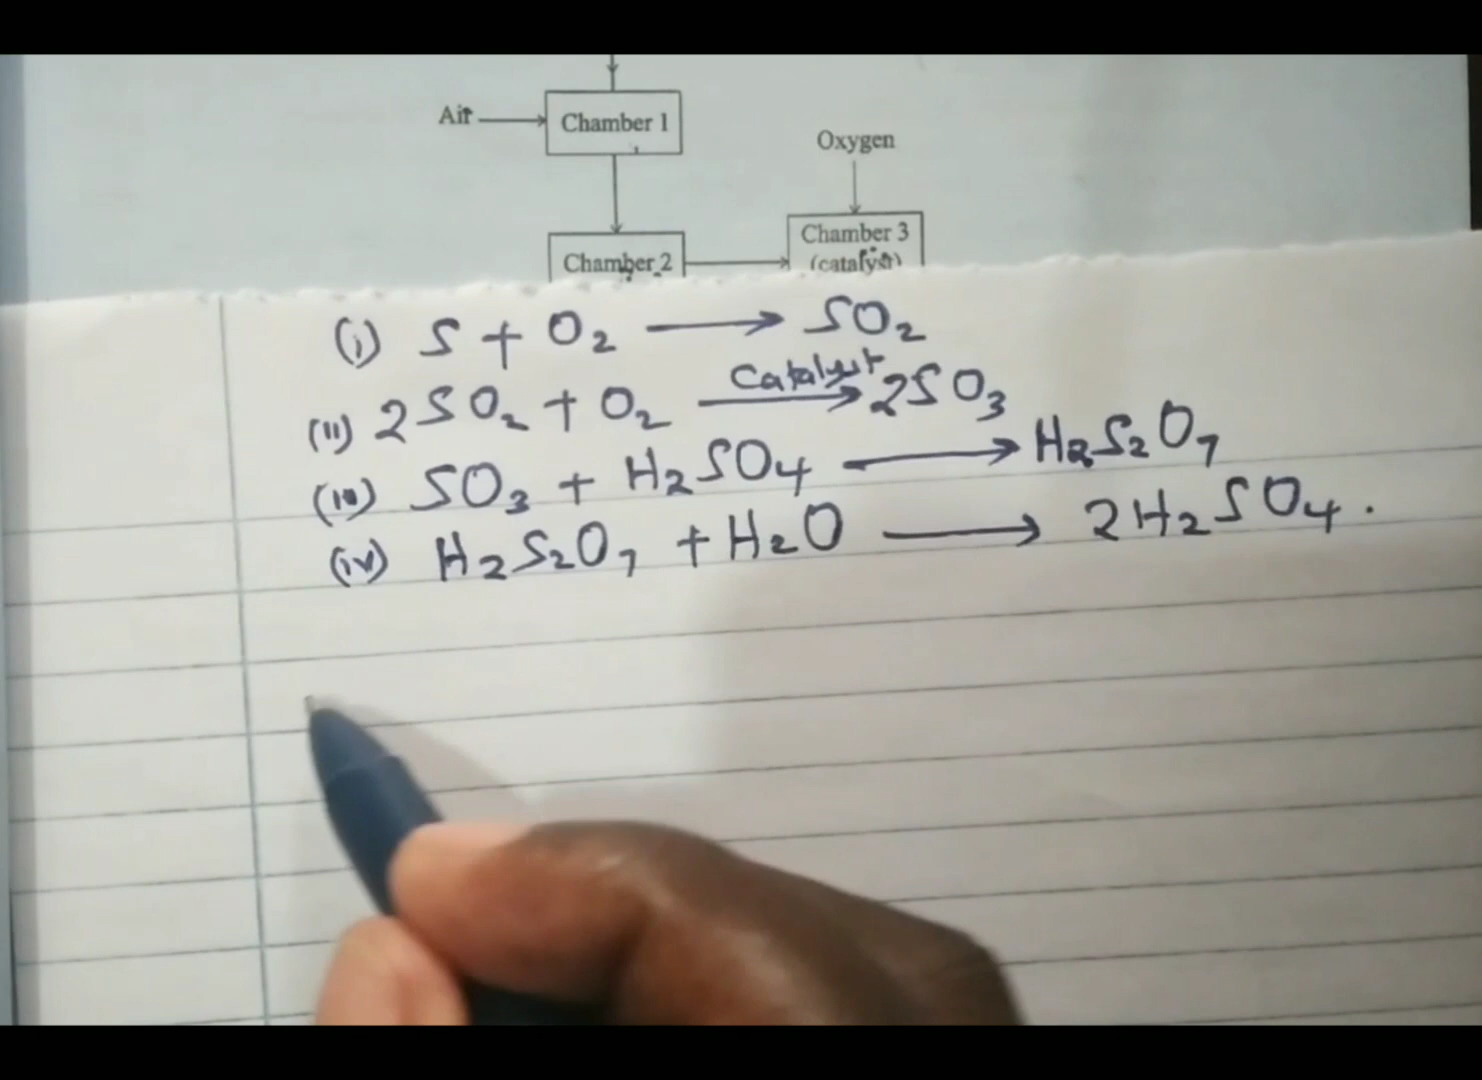 Air
Chamber 1
Oxygen
Chamber 2
Chamber 3
(catalyst)
(i) S + O₂ ⟶ SO₂
(ii) 2SO₂ + O₂ ⟶ Catalyst 2SO₃
(iii) SO₃ + H₂SO₄ ⟶ H₂S₂O₇
(iv) H₂S₂O₇ + H₂O ⟶ 2H₂SO₄.